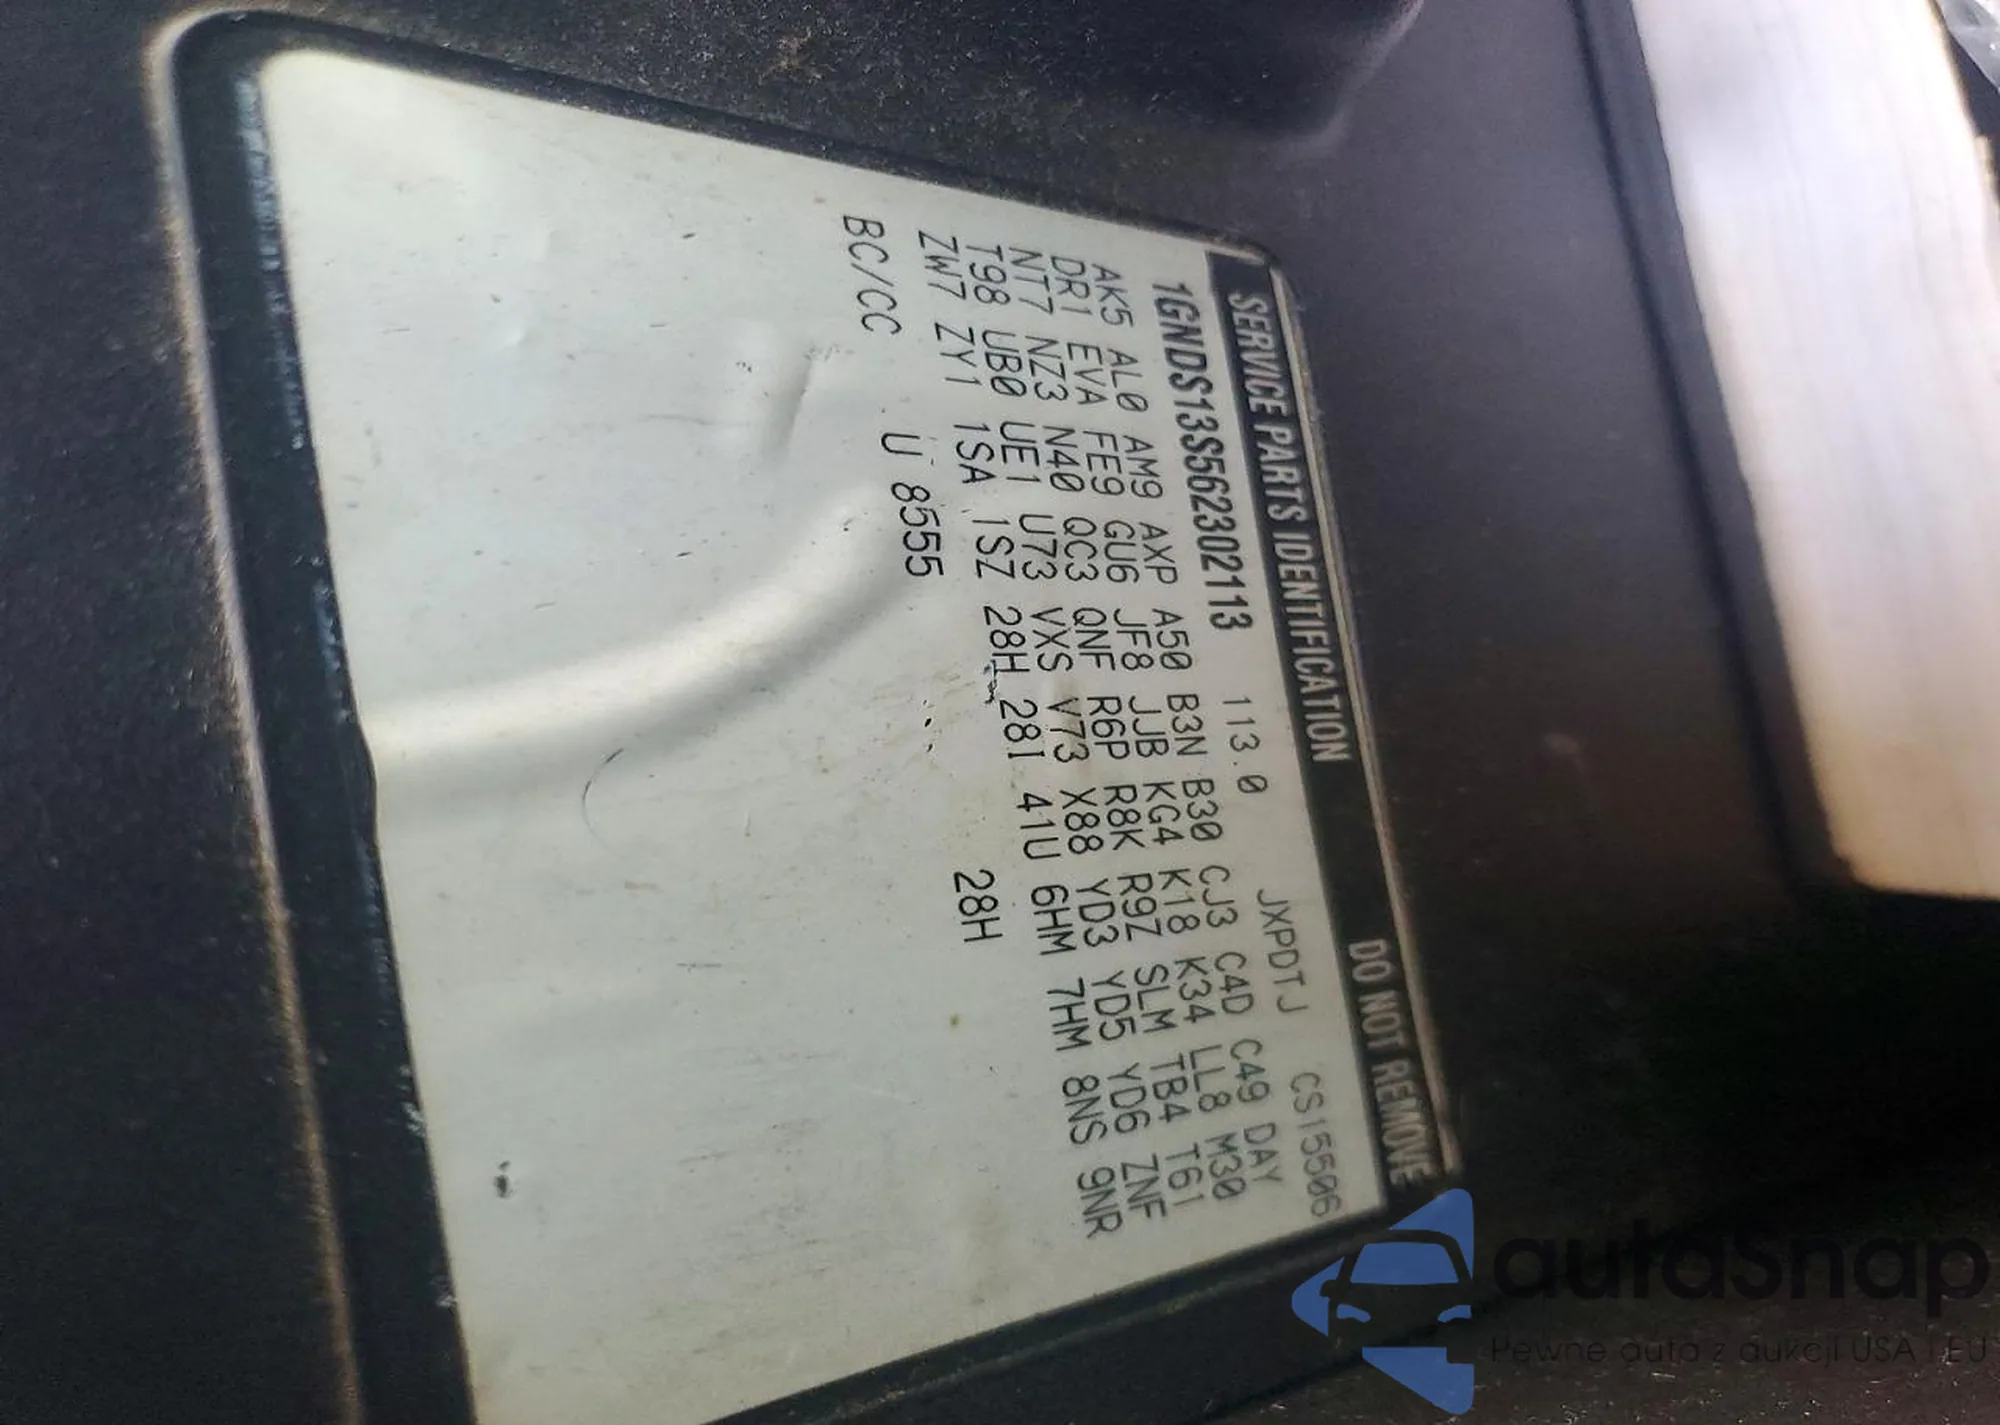 SERVICE PARTS IDENTIFICATION DO NOT REMOVE
1GNDS13S562302113 113.0 JXPDTJ CS15506
AK5 AL0 AM9 AXP A50 B3N B30 CJ3 C4D C49 DAY
DR1 EVA FE9 GU6 JF8 JJB KG4 K18 K34 LL8 M30
NT7 NZ3 N40 QC3 QNF R6P R8K R9Z SLM TB4 T61
T98 UB0 UE1 U73 VXS V73 X88 YD3 YD5 YD6 ZNF
ZW7 ZY1 1SA 1SZ 28H 28I 41U 6HM 7HM 8NS 9NR
BC/CC U 8555 28H
autaSnap
Pewne auta z aukcji USA i EU